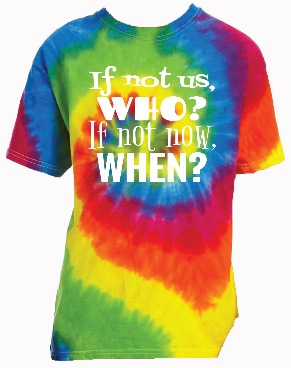 If not us,
WHO?
If not now,
WHEN?